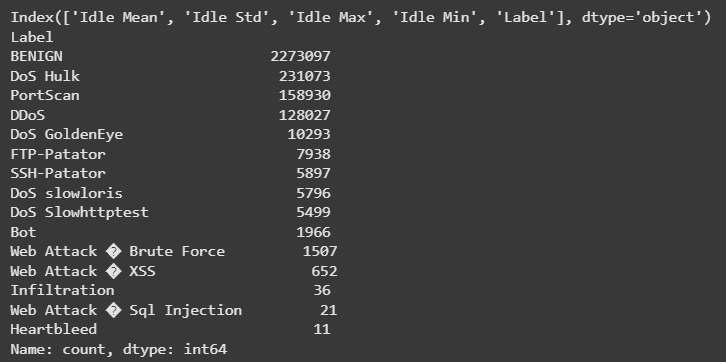 Index(['Idle Mean', 'Idle Std', 'Idle Max', 'Idle Min', 'Label'], dtype='object')
Label
BENIGN 2273097
DoS Hulk 231073
PortScan 158930
DDoS 128027
DoS GoldenEye 10293
FTP-Patator 7938
SSH-Patator 5897
DoS slowloris 5796
DoS Slowhttptest 5499
Bot 1966
Web Attack � Brute Force 1507
Web Attack � XSS 652
Infiltration 36
Web Attack � Sql Injection 21
Heartbleed 11
Name: count, dtype: int64